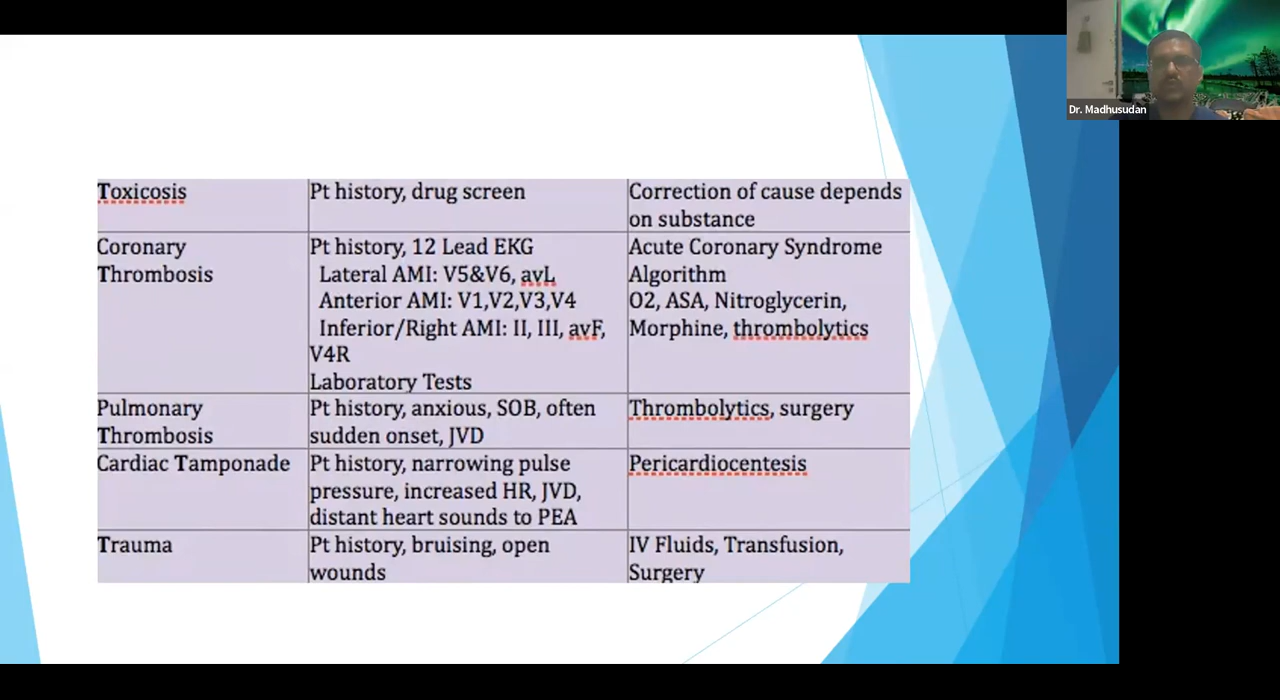 Dr. Madhusudan
Toxicosis
Pt history, drug screen
Correction of cause depends
on substance
Coronary
Thrombosis
Pt history, 12 Lead EKG
Lateral AMI: V5&V6, avL
Anterior AMI: V1,V2,V3,V4
Inferior/Right AMI: II, III, avF,
V4R
Laboratory Tests
Acute Coronary Syndrome
Algorithm
O2, ASA, Nitroglycerin,
Morphine, thrombolytics
Pulmonary
Thrombosis
Pt history, anxious, SOB, often
sudden onset, JVD
Thrombolytics, surgery
Cardiac Tamponade
Pt history, narrowing pulse
pressure, increased HR, JVD,
distant heart sounds to PEA
Pericardiocentesis
Trauma
Pt history, bruising, open
wounds
IV Fluids, Transfusion,
Surgery